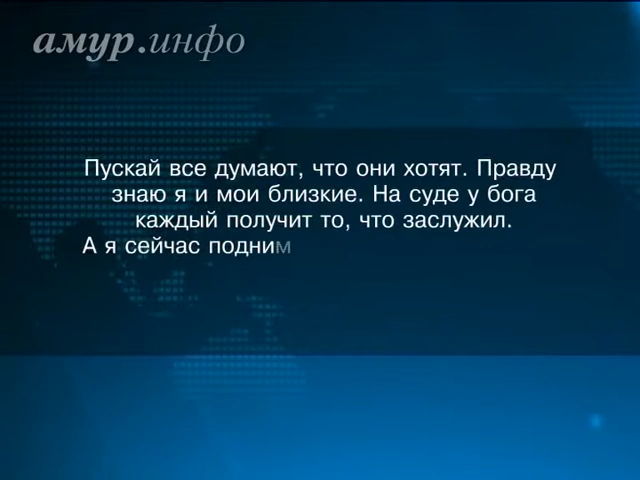 амур.инфо
Пускай все думают, что они хотят. Правду
знаю я и мои близкие. На суде у бога
каждый получит то, что заслужил.
А я сейчас подним